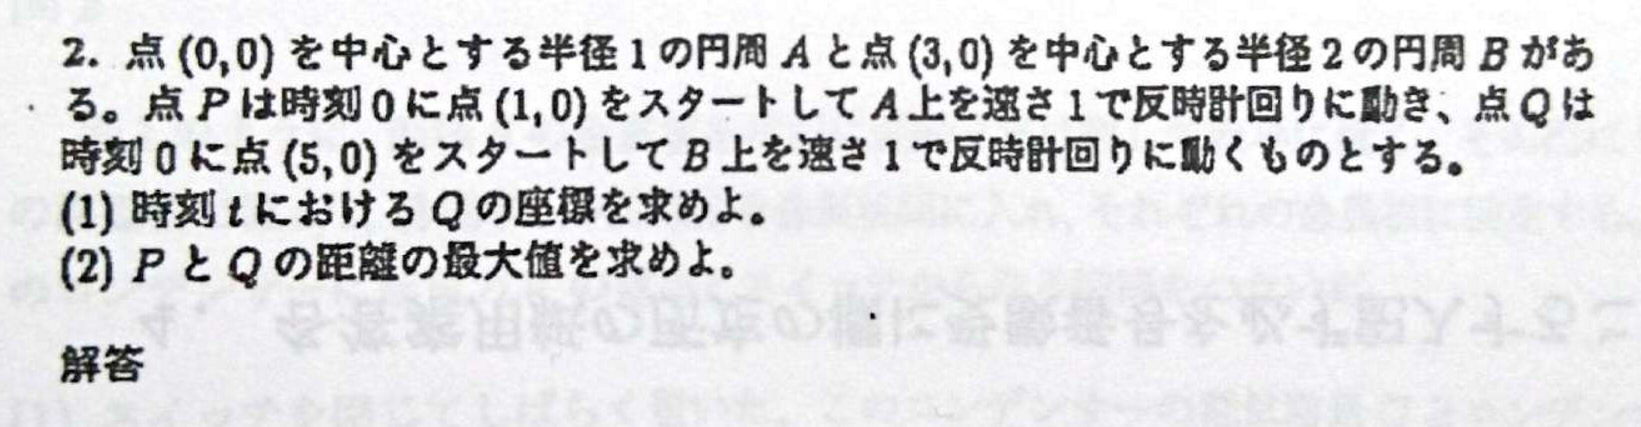 2. 点 (0,0) を中心とする半径 1 の円周 A と点 (3,0) を中心とする半径 2 の円周 B があ
る。点 P は時刻 0 に点 (1,0) をスタートして A 上を速さ 1 で反時計回りに動き、点 Q は
時刻 0 に点 (5,0) をスタートして B 上を速さ 1 で反時計回りに動くものとする。
(1) 時刻 t における Q の座標を求めよ。
(2) P と Q の距離の最大値を求めよ。
解答